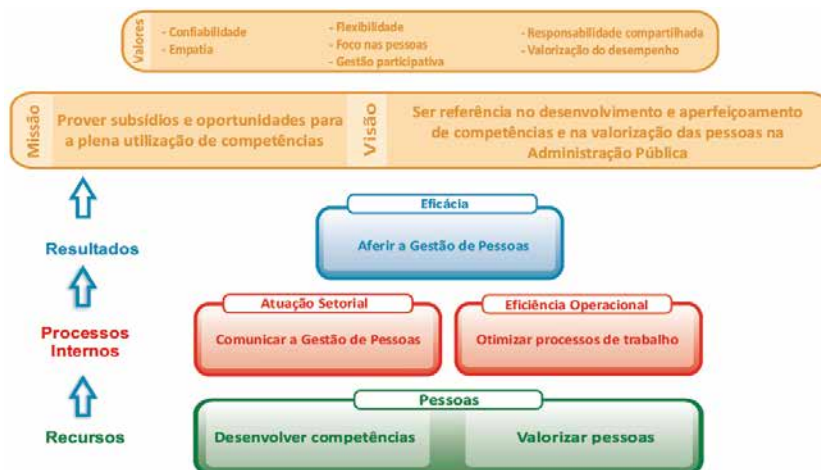 Valores
- Confiabilidade
- Empatia
- Flexibilidade
- Foco nas pessoas
- Gestão participativa
- Responsabilidade compartilhada
- Valorização do desempenho
Missão
Prover subsídios e oportunidades para
a plena utilização de competências
Visão
Ser referência no desenvolvimento e aperfeiçoamento
de competências e na valorização das pessoas na
Administração Pública
Resultados
Eficácia
Aferir a Gestão de Pessoas
Processos
Internos
Atuação Setorial
Comunicar a Gestão de Pessoas
Eficiência Operacional
Otimizar processos de trabalho
Recursos
Pessoas
Desenvolver competências
Valorizar pessoas